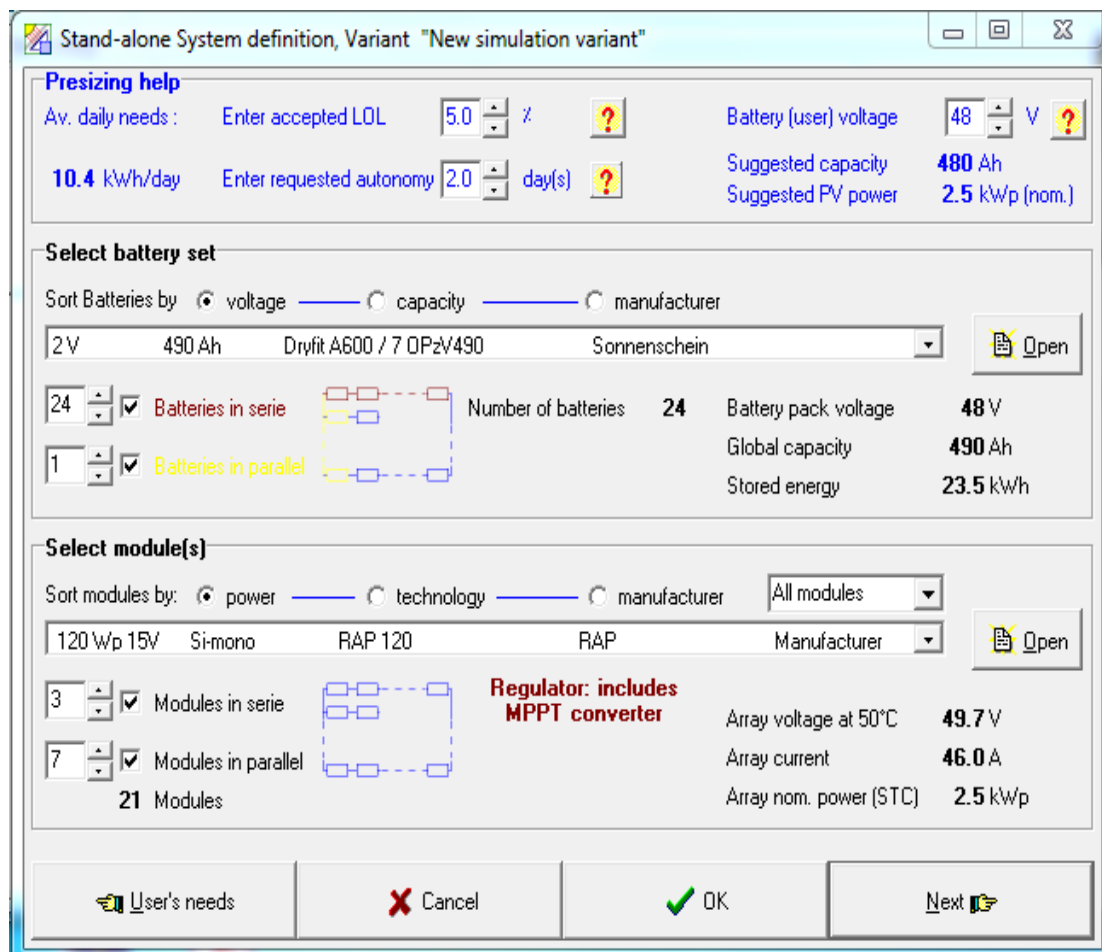 Stand-alone System definition, Variant "New simulation variant"
Presizing help
Av. daily needs : Enter accepted LOL 5.0 % ? Battery (user) voltage 48 V ?
Suggested capacity 480 Ah
10.4 kWh/day Enter requested autonomy 2.0 day(s) ? Suggested PV power 2.5 kWp (nom.)
Select battery set
Sort Batteries by voltage capacity manufacturer
2 V 490 Ah Dryfit A600 / 7 OPzV490 Sonnenschein Open
24 Batteries in serie Number of batteries 24 Battery pack voltage 48 V
Global capacity 490 Ah
1 Batteries in parallel Stored energy 23.5 kWh
Select module(s)
Sort modules by: power technology manufacturer All modules
120 Wp 15V Si-mono RAP 120 RAP Manufacturer Open
3 Modules in serie Regulator: includes
MPPT converter Array voltage at 50°C 49.7 V
7 Modules in parallel Array current 46.0 A
21 Modules Array nom. power (STC) 2.5 kWp
User's needs Cancel OK Next